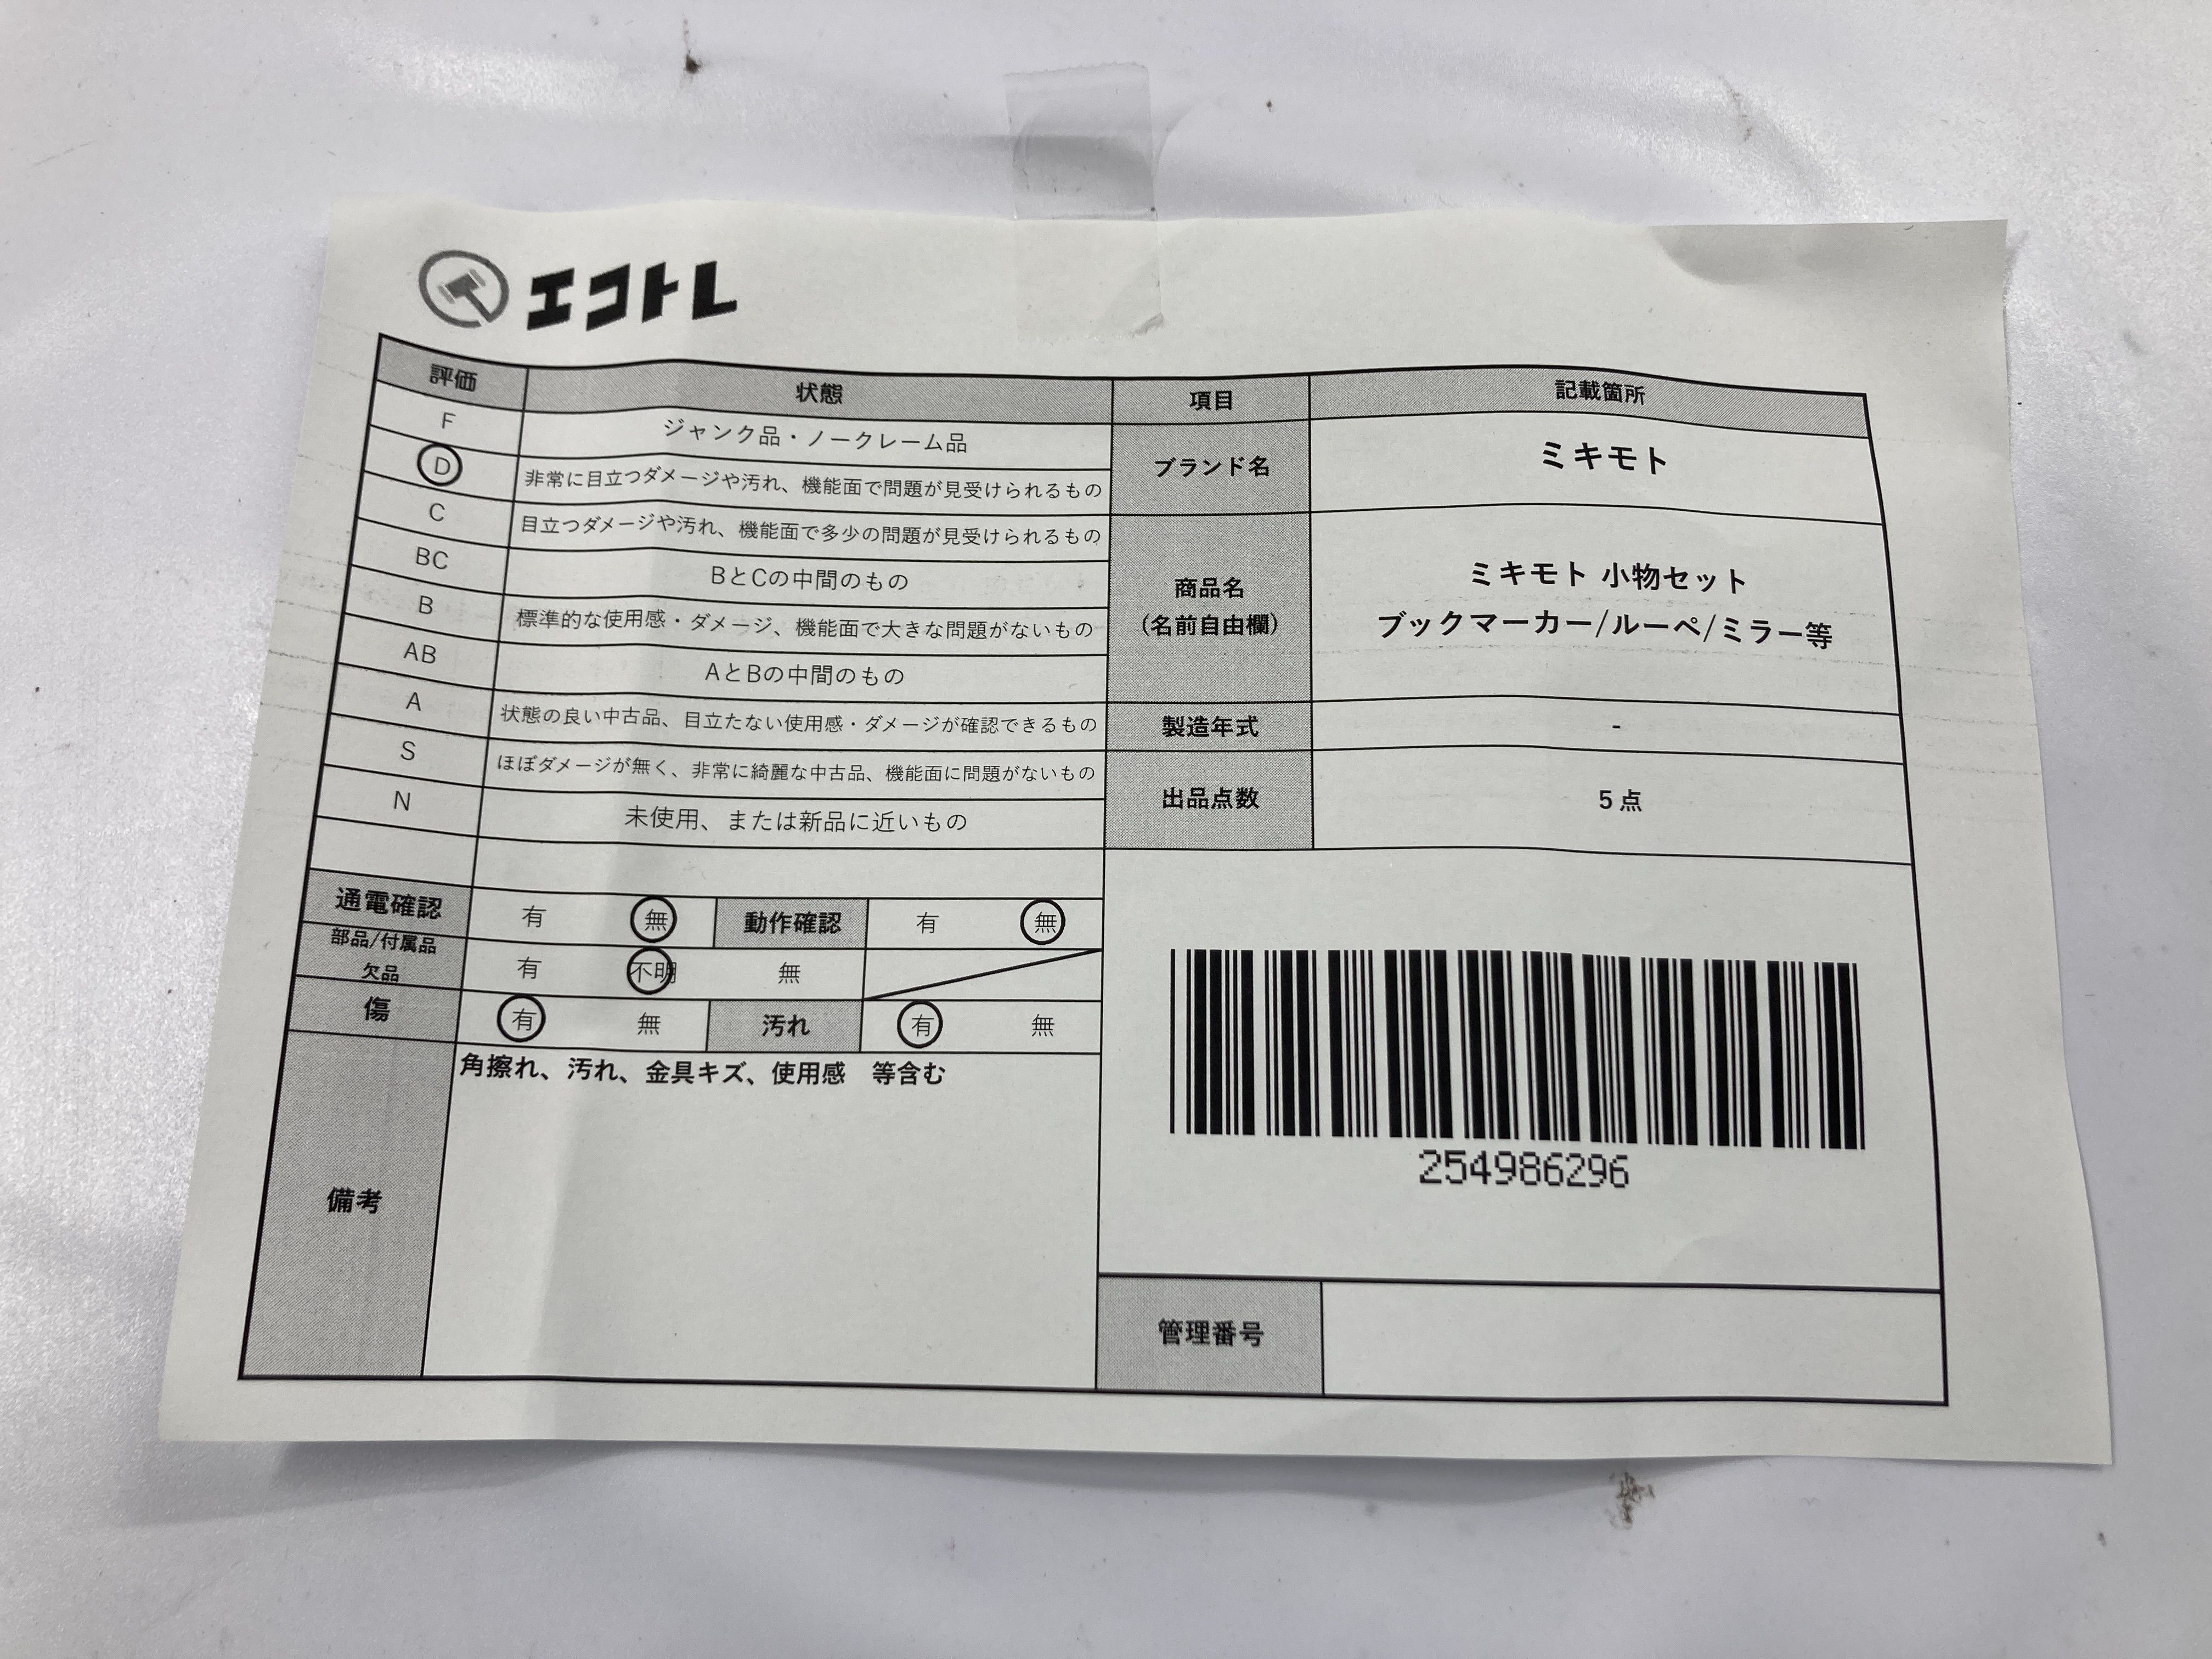 エコトレ
評価 状態 項目 記載箇所
F ジャンク品・ノークレーム品
D 非常に目立つダメージや汚れ、機能面で問題が見受けられるもの
ブランド名 ミキモト
C 目立つダメージや汚れ、機能面で多少の問題が見受けられるもの
BC BとCの中間のもの
B 標準的な使用感・ダメージ、機能面で大きな問題がないもの
AB AとBの中間のもの
商品名
(名前自由欄)
ミキモト 小物セット
ブックマーカー/ルーペ/ミラー等
A 状態の良い中古品、目立たない使用感・ダメージが確認できるもの
製造年式 -
S ほぼダメージが無く、非常に綺麗な中古品、機能面に問題がないもの
N 未使用、または新品に近いもの
出品点数 5点
通電確認 有 無 動作確認 有 無
部品/付属品
欠品
有 不明 無
傷 有 無 汚れ 有 無
備考
角擦れ、汚れ、金具キズ、使用感 等含む
254986296
管理番号